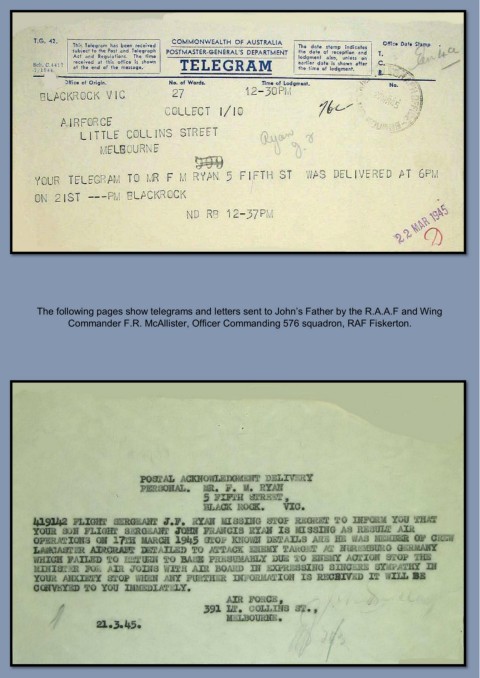 T.G. 42.
COMMONWEALTH OF AUSTRALIA
POSTMASTER-GENERAL'S DEPARTMENT
TELEGRAM
This Telegram has been received
subject to the Post and Telegraph
Act and Regulations. The time
received at this office is shown
at the end of the message.
The date stamp indicates
the date of reception and
lodgment also, unless an
earlier date is shown after
the time of lodgment.
Office Date Stamp
T.
C.
Office of Origin.
No. of Words.
Time of Lodgment.
No.
BLACKROCK VIC 27 12-30PM
COLLECT 1/10
AIRFORCE
LITTLE COLLINS STREET
MELBOURNE
Ryan
YOUR TELEGRAM TO MR F M RYAN 5 FIFTH ST WAS DELIVERED AT 6PM
ON 21ST ---PM BLACKROCK
ND RB 12-37PM
22 MAR 1945
The following pages show telegrams and letters sent to John's Father by the R.A.A.F and Wing
Commander F.R. McAllister, Officer Commanding 576 squadron, RAF Fiskerton.
POSTAL ACKNOWLEDGMENT DELIVERY
PERSONAL. MR. F. M. RYAN
5 FIFTH STREET,
BLACK ROCK. VIC.
419142 FLIGHT SERGEANT J.F. RYAN MISSING STOP REGRET TO INFORM YOU THAT
YOUR SON FLIGHT SERGEANT JOHN FRANCIS RYAN IS MISSING AS RESULT AIR
OPERATIONS ON 17TH MARCH 1945 STOP KNOWN DETAILS ARE HE WAS MEMBER OF CREW
LANCASTER AIRCRAFT DETAILED TO ATTACK ENEMY TARGET AT NUREMBURG GERMANY
WHICH FAILED TO RETURN TO BASE PRESUMABLY DUE TO ENEMY ACTION STOP THE
MINISTER FOR AIR JOINS WITH AIR BOARD IN EXPRESSING SINCERE SYMPATHY IN
YOUR ANXIETY STOP WHEN ANY FURTHER INFORMATION IS RECEIVED IT WILL BE
CONVEYED TO YOU IMMEDIATELY.
AIR FORCE,
391 LT. COLLINS ST.,
MELBOURNE.
21.3.45.